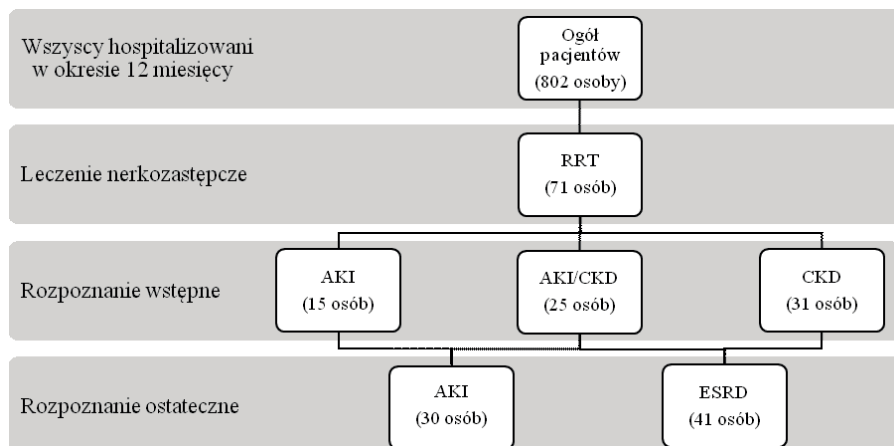 Wszyscy hospitalizowani
w okresie 12 miesięcy
Ogół
pacjentów
(802 osoby)
Leczenie nerkozastępcze
RRT
(71 osób)
Rozpoznanie wstępne
AKI
(15 osób)
AKI/CKD
(25 osób)
CKD
(31 osób)
Rozpoznanie ostateczne
AKI
(30 osób)
ESRD
(41 osób)